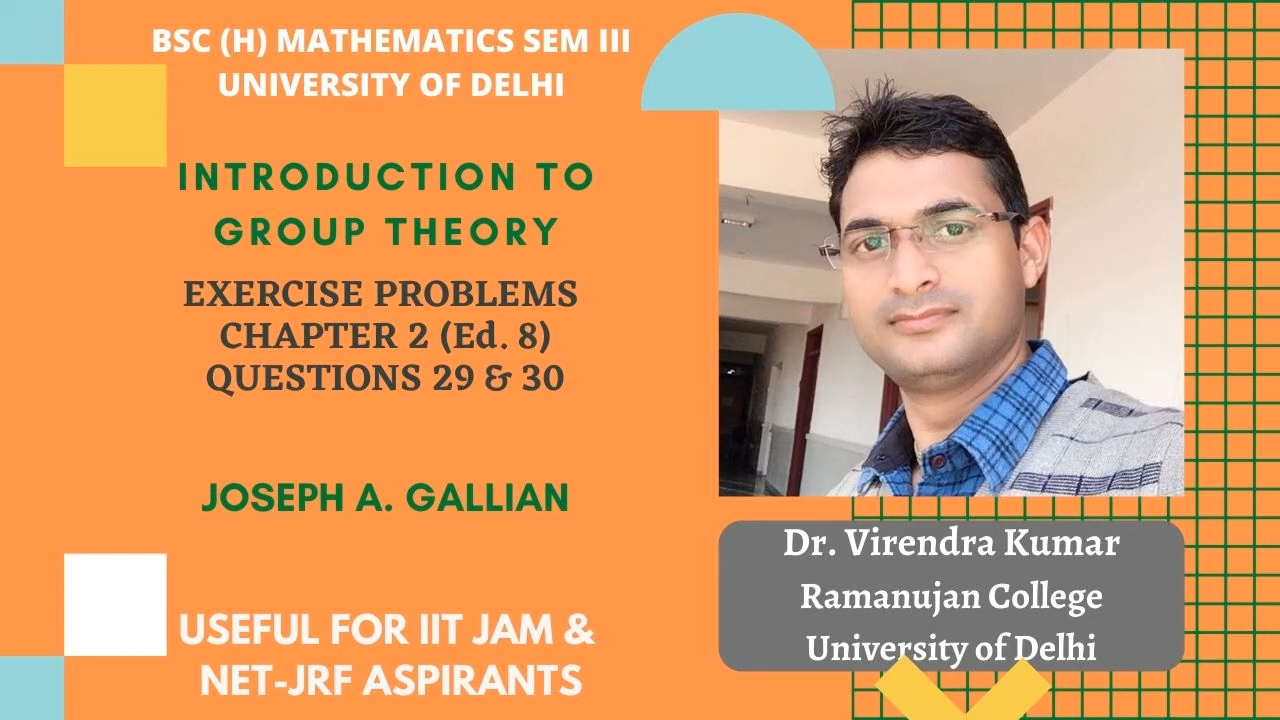 BSC (H) MATHEMATICS SEM III
UNIVERSITY OF DELHI
INTRODUCTION TO
GROUP THEORY
EXERCISE PROBLEMS
CHAPTER 2 (Ed. 8)
QUESTIONS 29 & 30
JOSEPH A. GALLIAN
USEFUL FOR IIT JAM &
NET-JRF ASPIRANTS
Dr. Virendra Kumar
Ramanujan College
University of Delhi